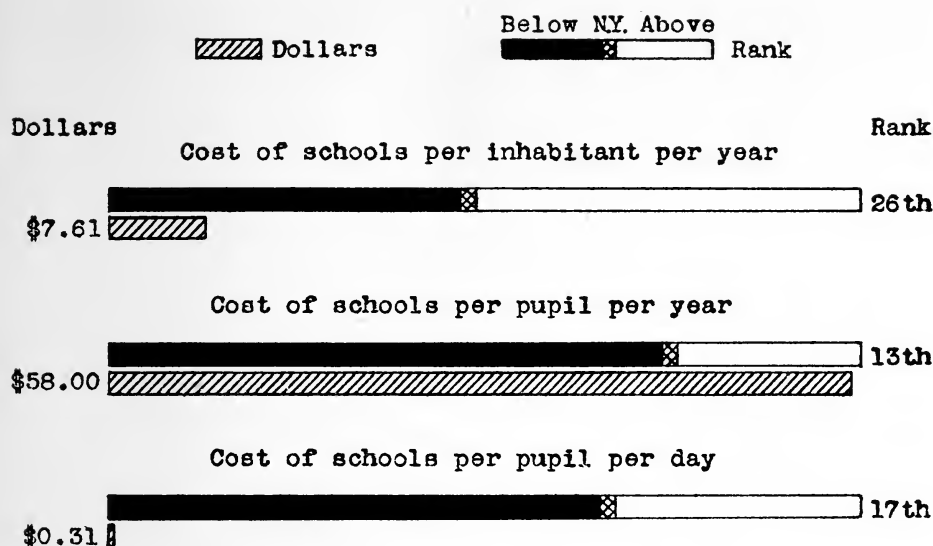 Below N.Y. Above
Dollars Rank
Dollars Rank
Cost of schools per inhabitant per year
26th
$7.61
Cost of schools per pupil per year
13th
$58.00
Cost of schools per pupil per day
17th
$0.31